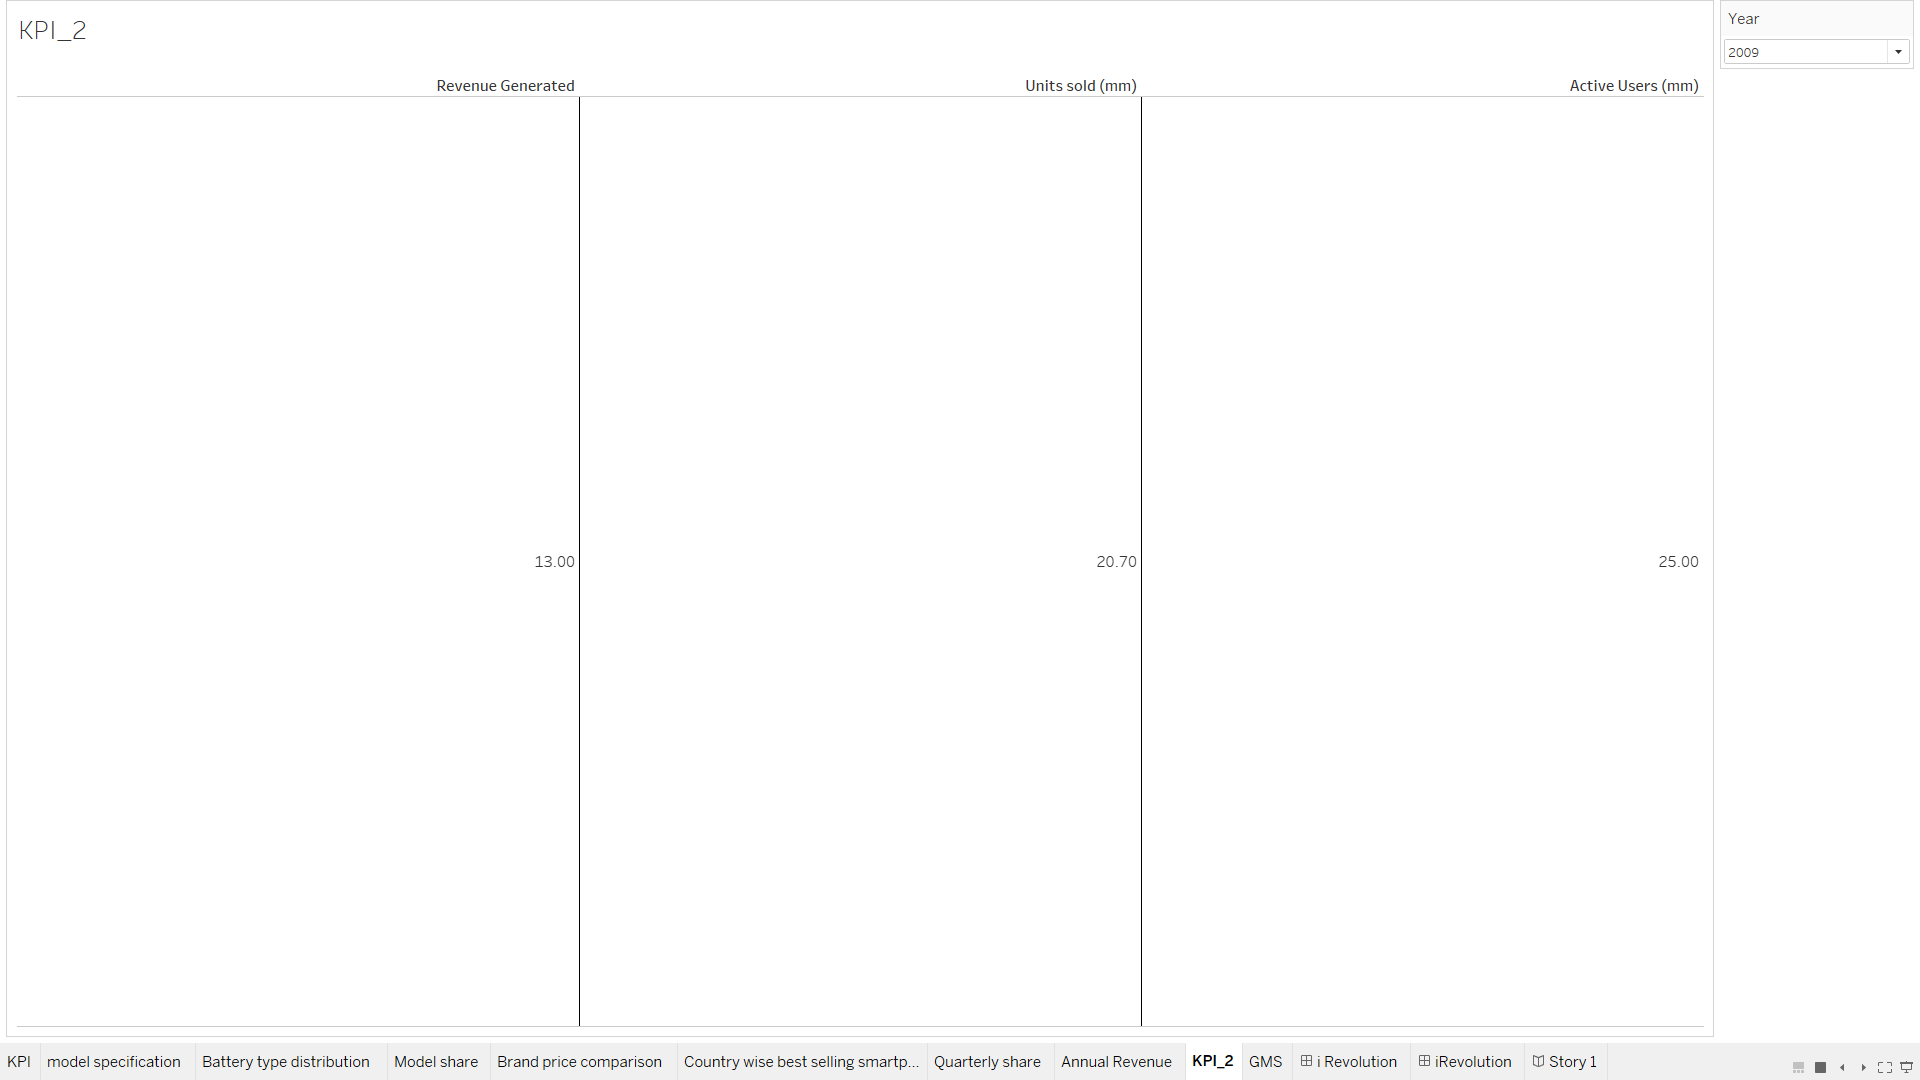 KPI_2
Year
2009
Revenue Generated
Units sold (mm)
Active Users (mm)
13.00
20.70
25.00
KPI
model specification
Battery type distribution
Model share
Brand price comparison
Country wise best selling smartp...
Quarterly share
Annual Revenue
KPI_2
GMS
i Revolution
iRevolution
Story 1